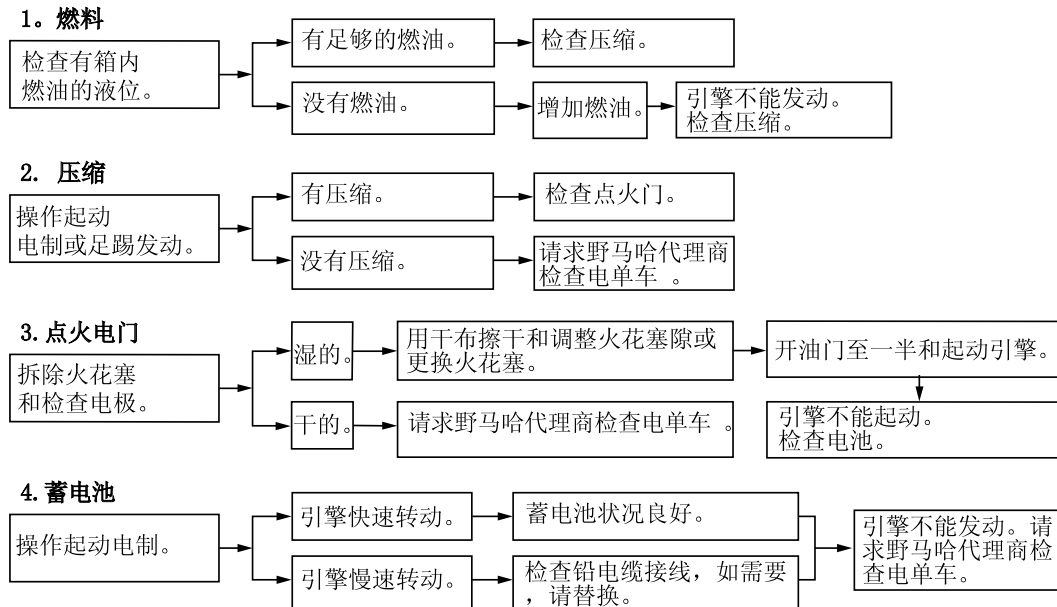 1。燃料
检查有箱内
燃油的液位。
有足够的燃油。
检查压缩。
没有燃油。
增加燃油。
引擎不能发动。
检查压缩。
2. 压缩
操作起动
电制或足踢发动。
有压缩。
检查点火门。
没有压缩。
请求野马哈代理商
检查电单车 。
3.点火电门
拆除火花塞
和检查电极。
湿的。
用干布擦干和调整火花塞隙或
更换火花塞。
开油门至一半和起动引擎。
干的。
请求野马哈代理商检查电单车 。
引擎不能起动。
检查电池。
4.蓄电池
操作起动电制。
引擎快速转动。
蓄电池状况良好。
引擎慢速转动。
检查铅电缆接线，如需要
，请替换。
引擎不能发动。请
求野马哈代理商检
查电单车。